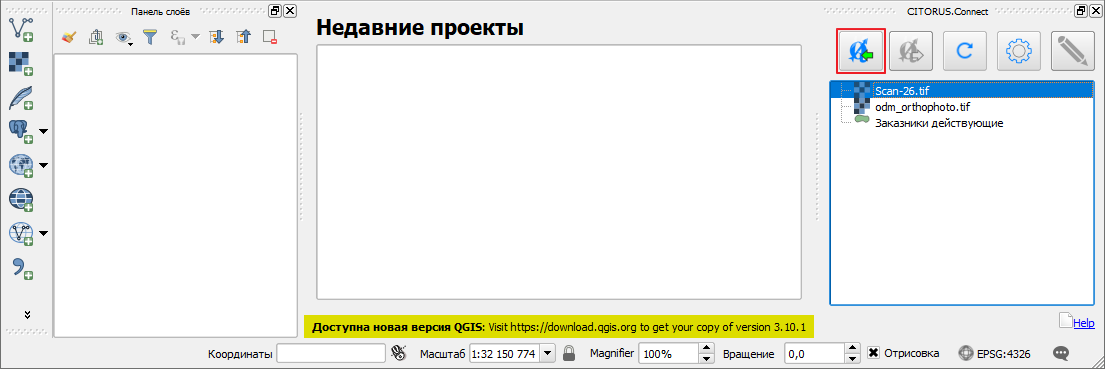 Панель слоёв
CITORUS.Connect
Недавние проекты
Scan-26.tif
odm_orthophoto.tif
Заказники действующие
Доступна новая версия QGIS: Visit https://download.qgis.org to get your copy of version 3.10.1
Help
Координаты Масштаб 1:32 150 774 Magnifier 100% Вращение 0,0 Отрисовка EPSG:4326